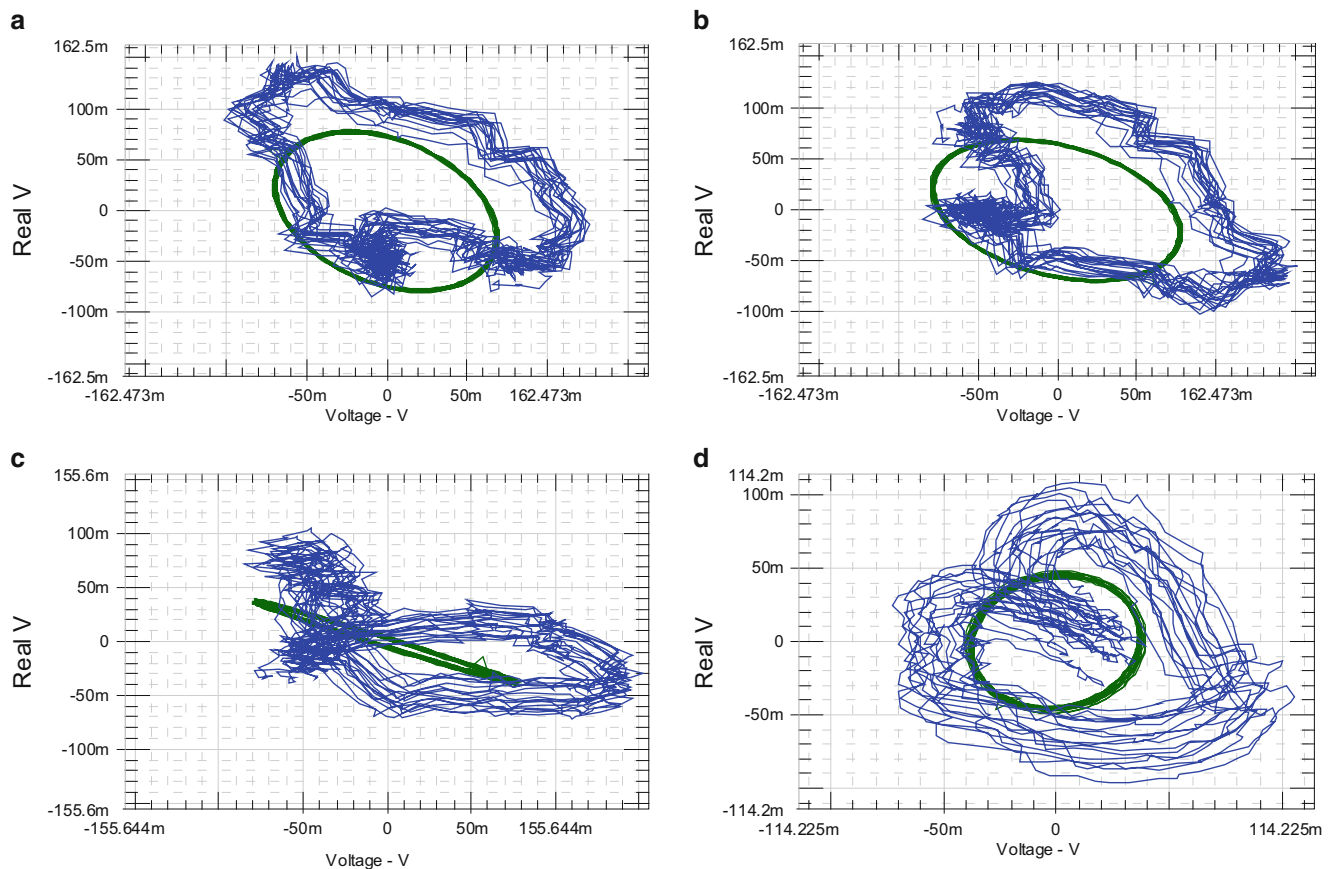 a
162.5m
100m
50m
0
-50m
-100m
-162.5m
Real V
-162.473m -50m 0 50m 162.473m
Voltage - V
b
162.5m
100m
50m
0
-50m
-100m
-162.5m
Real V
-162.473m -50m 0 50m 162.473m
Voltage - V
c
155.6m
100m
50m
0
-50m
-100m
-155.6m
Real V
-155.644m -50m 0 50m 155.644m
Voltage - V
d
114.2m
100m
50m
0
-50m
-114.2m
Real V
-114.225m -50m 0 114.225m
Voltage - V